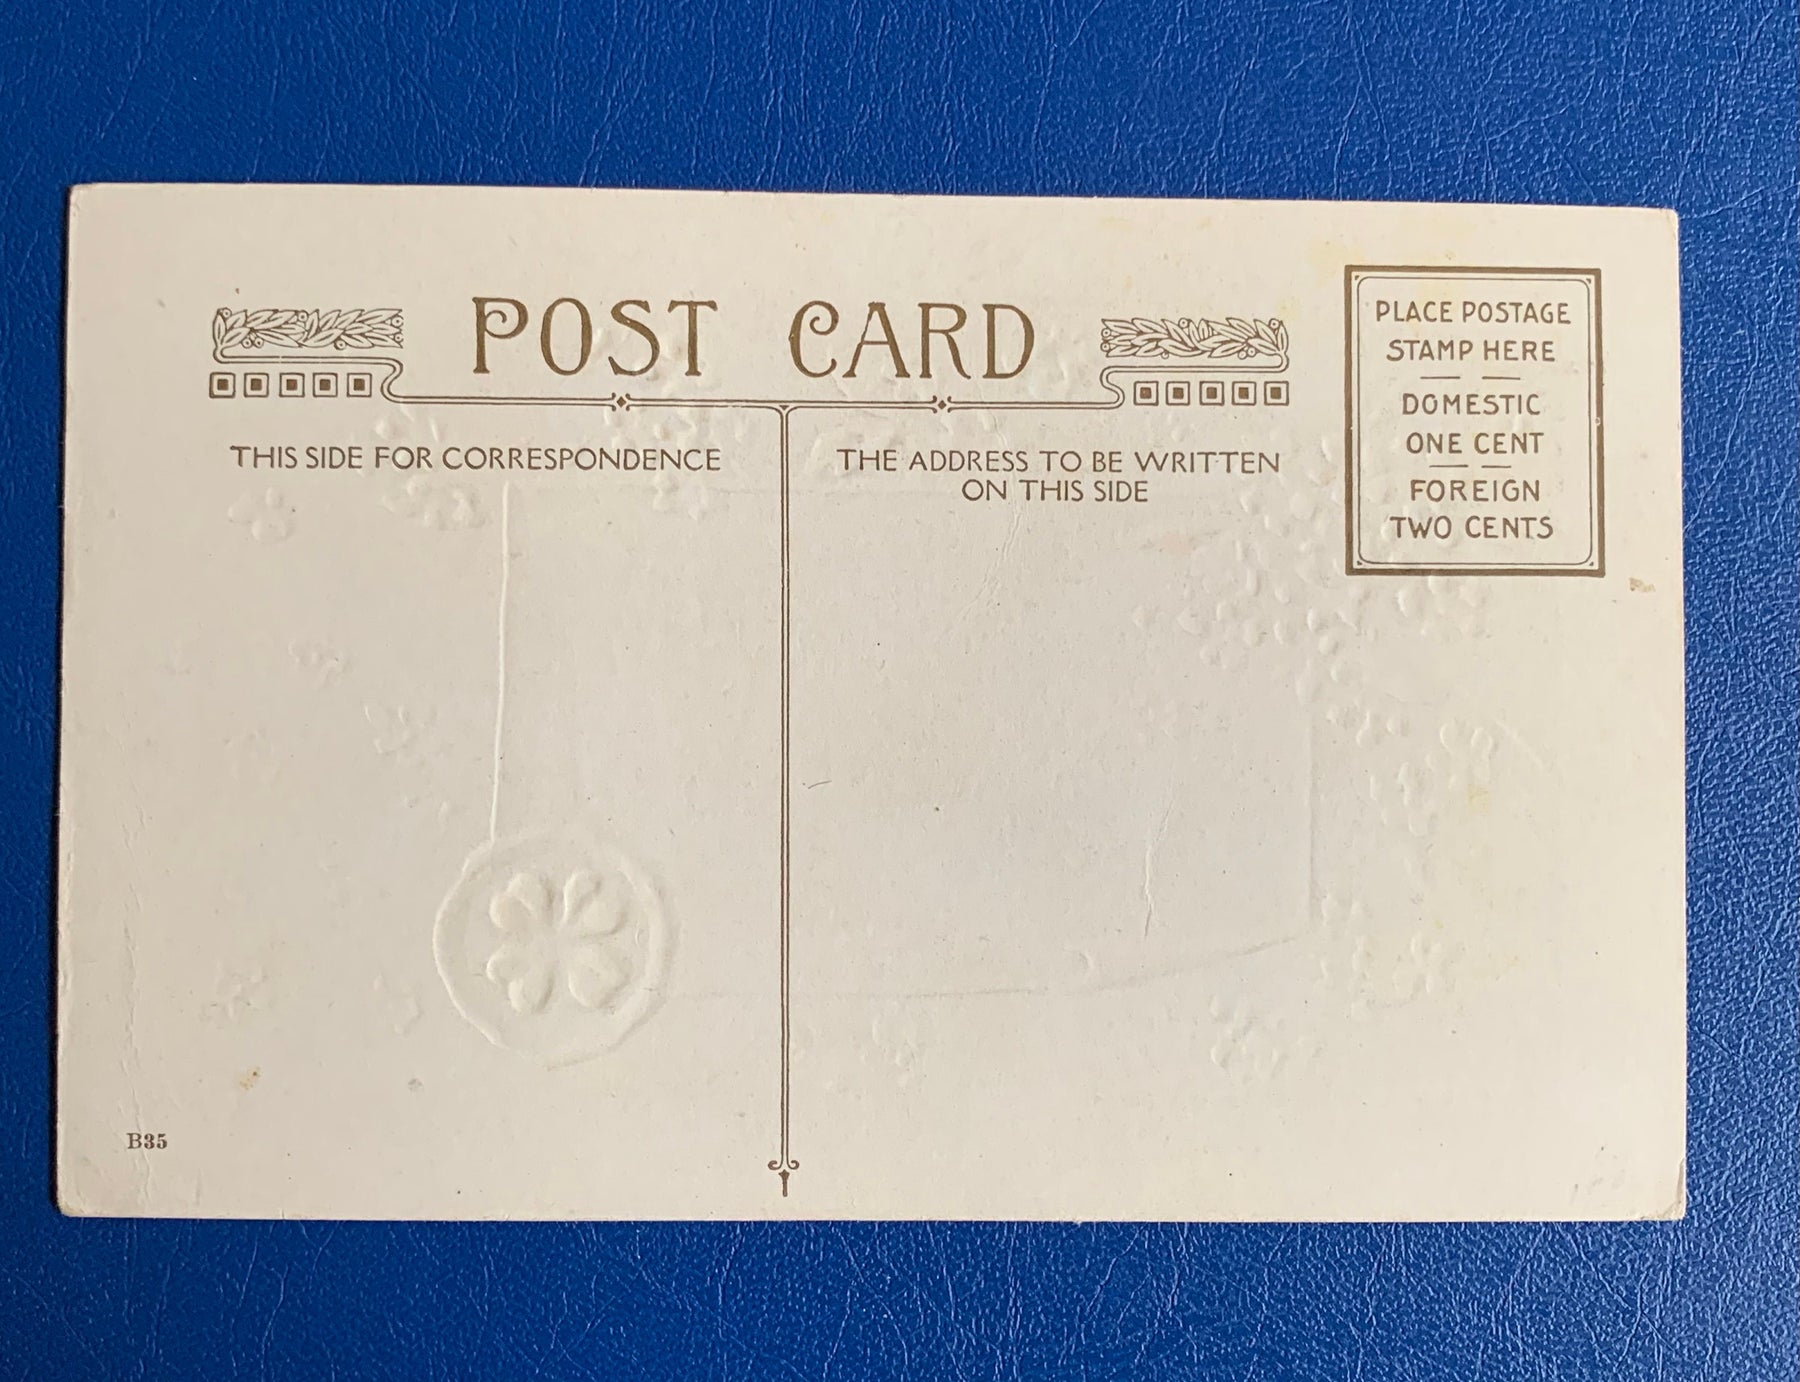 POST CARD
THIS SIDE FOR CORRESPONDENCE
THE ADDRESS TO BE WRITTEN
ON THIS SIDE
PLACE POSTAGE
STAMP HERE
DOMESTIC
ONE CENT
FOREIGN
TWO CENTS
B35